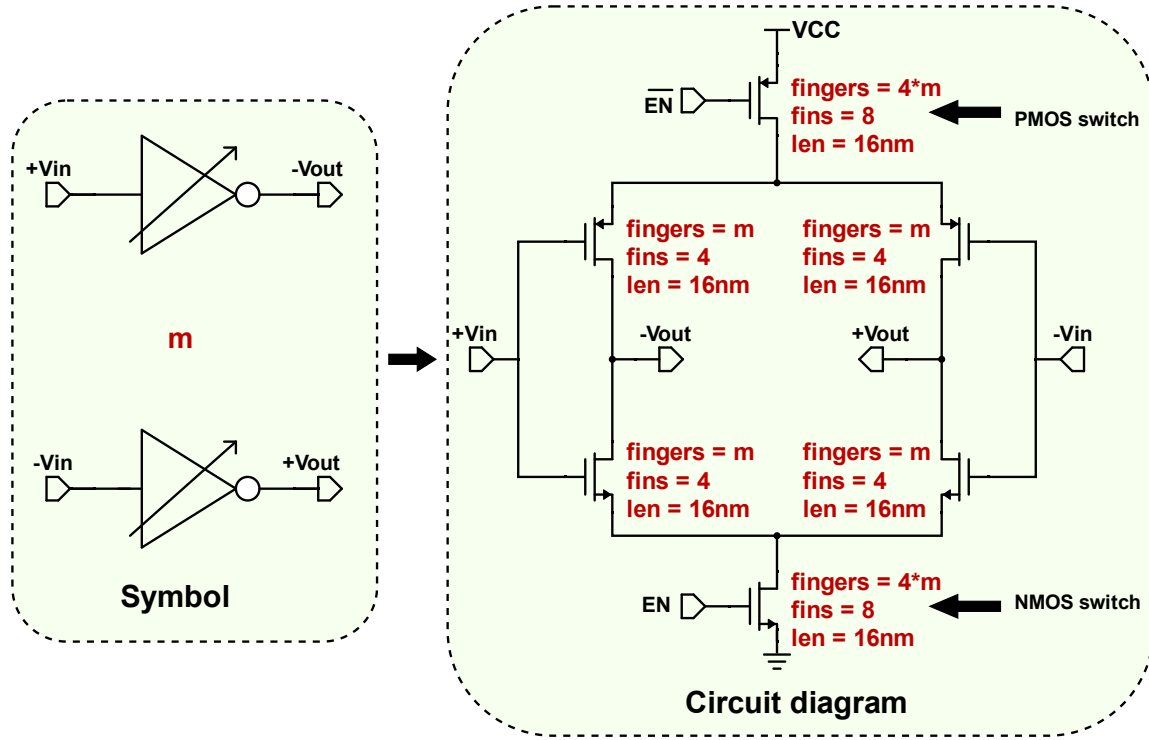 +Vin
-Vout
m
-Vin
+Vout
Symbol
VCC
EN
fingers = 4*m
fins = 8
len = 16nm
PMOS switch
fingers = m
fins = 4
len = 16nm
fingers = m
fins = 4
len = 16nm
+Vin
-Vout
+Vout
-Vin
fingers = m
fins = 4
len = 16nm
fingers = m
fins = 4
len = 16nm
EN
fingers = 4*m
fins = 8
len = 16nm
NMOS switch
Circuit diagram